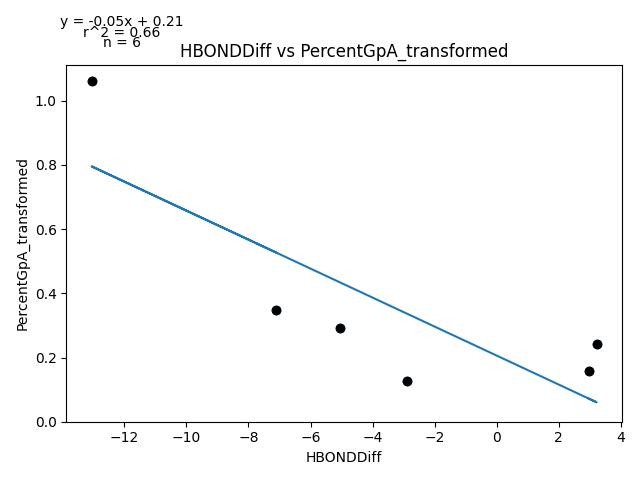 y = -0.05x + 0.21
r^2 = 0.66
n = 6
HBONDDiff vs PercentGpA_transformed
PercentGpA_transformed
1.0
0.8
0.6
0.4
0.2
0.0
−12 −10 −8 −6 −4 −2 0 2 4
HBONDDiff